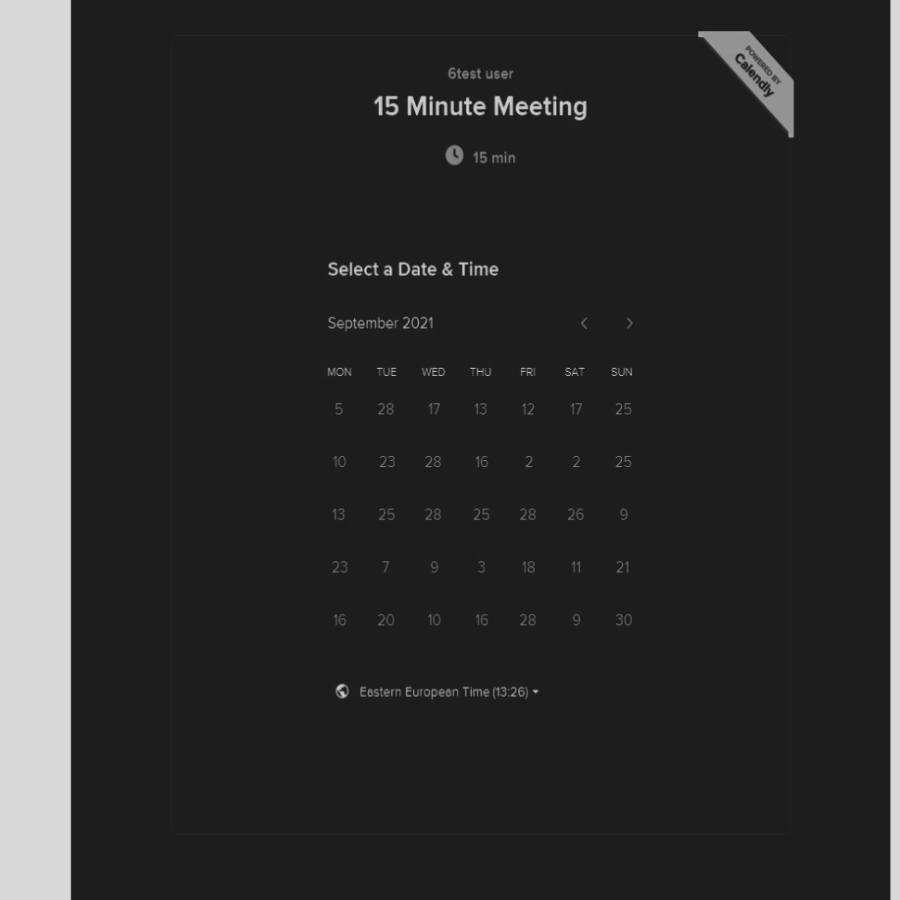 POWERED BY
Calendly
6test user
15 Minute Meeting
15 min
Select a Date & Time
September 2021
MON TUE WED THU FRI SAT SUN
5 28 17 13 12 17 25
10 23 28 16 2 2 25
13 25 28 25 28 26 9
23 7 9 3 18 11 21
16 20 10 16 28 9 30
Eastern European Time (13:26)